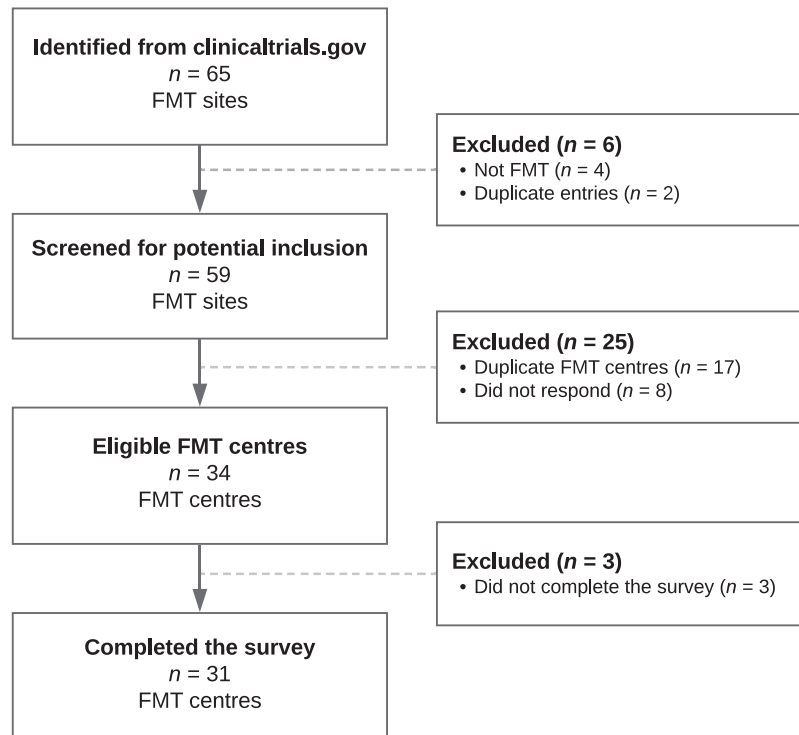 Identified from clinicaltrials.gov
n = 65
FMT sites
Excluded (n = 6)
• Not FMT (n = 4)
• Duplicate entries (n = 2)
Screened for potential inclusion
n = 59
FMT sites
Excluded (n = 25)
• Duplicate FMT centres (n = 17)
• Did not respond (n = 8)
Eligible FMT centres
n = 34
FMT centres
Excluded (n = 3)
• Did not complete the survey (n = 3)
Completed the survey
n = 31
FMT centres